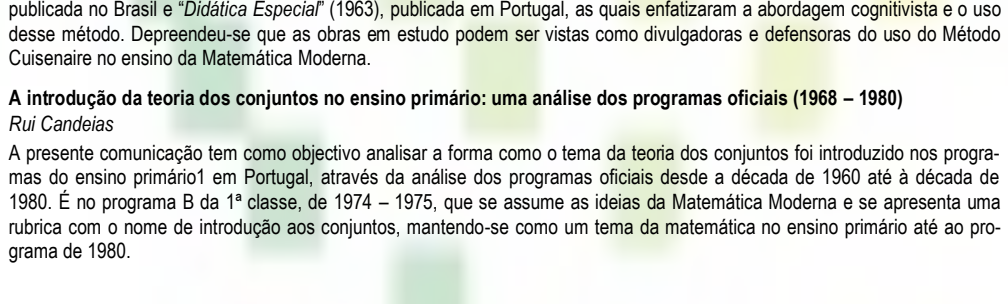 publicada no Brasil e “Didática Especial” (1963), publicada em Portugal, as quais enfatizaram a abordagem cognitivista e o uso
desse método. Depreendeu-se que as obras em estudo podem ser vistas como divulgadoras e defensoras do uso do Método
Cuisenaire no ensino da Matemática Moderna.
A introdução da teoria dos conjuntos no ensino primário: uma análise dos programas oficiais (1968 – 1980)
Rui Candeias
A presente comunicação tem como objectivo analisar a forma como o tema da teoria dos conjuntos foi introduzido nos progra-
mas do ensino primário1 em Portugal, através da análise dos programas oficiais desde a década de 1960 até à década de
1980. É no programa B da 1ª classe, de 1974 – 1975, que se assume as ideias da Matemática Moderna e se apresenta uma
rubrica com o nome de introdução aos conjuntos, mantendo-se como um tema da matemática no ensino primário até ao pro-
grama de 1980.